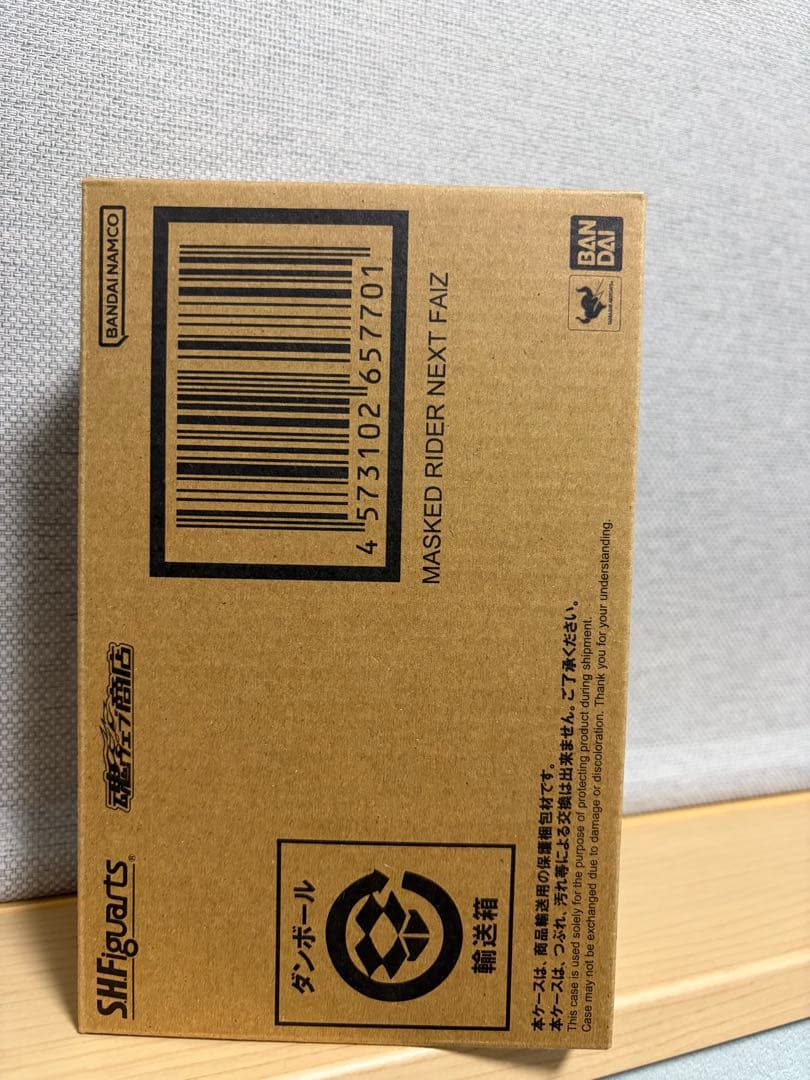 S.H.Figuarts®
魂ウェブ商店
BANDAI NAMCO
4 573102 657701
MASKED RIDER NEXT FAIZ
ダンボール
輸送箱
本ケースは、商品輸送用の保護梱包材です。
本ケースは、つぶれ、汚れ等による交換は出来ません。ご了承ください。
This case is used solely for the purpose of protecting product during shipment.
Case may not be exchanged due to damage or discoloration. Thank you for your understanding.
BAN
DAI